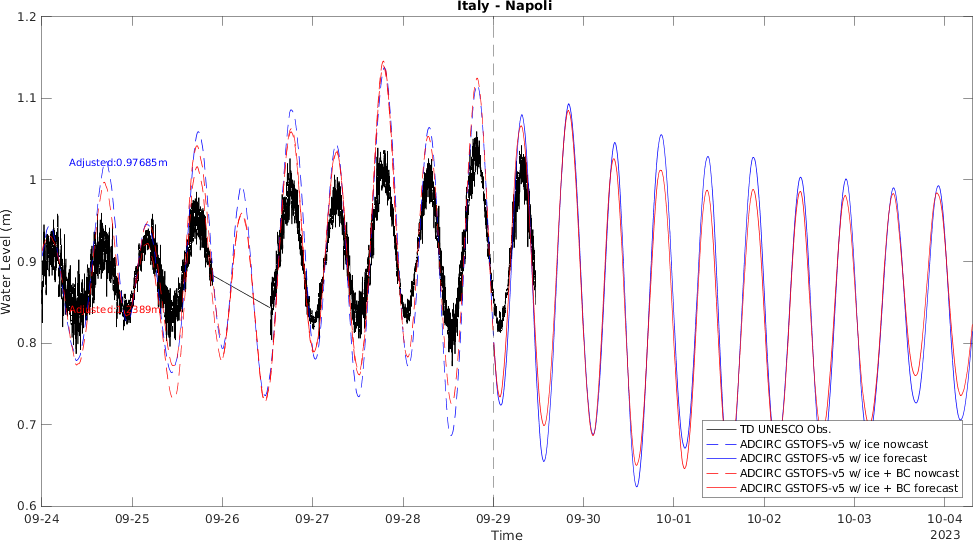 Italy - Napoli
1.2
1.1
1
0.9
0.8
0.7
0.6
Water Level (m)
Adjusted:0.97685m
TD UNESCO Obs.
ADCIRC GSTOFS-v5 w/ ice nowcast
ADCIRC GSTOFS-v5 w/ ice forecast
ADCIRC GSTOFS-v5 w/ ice + BC nowcast
ADCIRC GSTOFS-v5 w/ ice + BC forecast
09-24
09-25
09-26
09-27
09-28
09-29
09-30
10-01
10-02
10-03
10-04
Time
2023